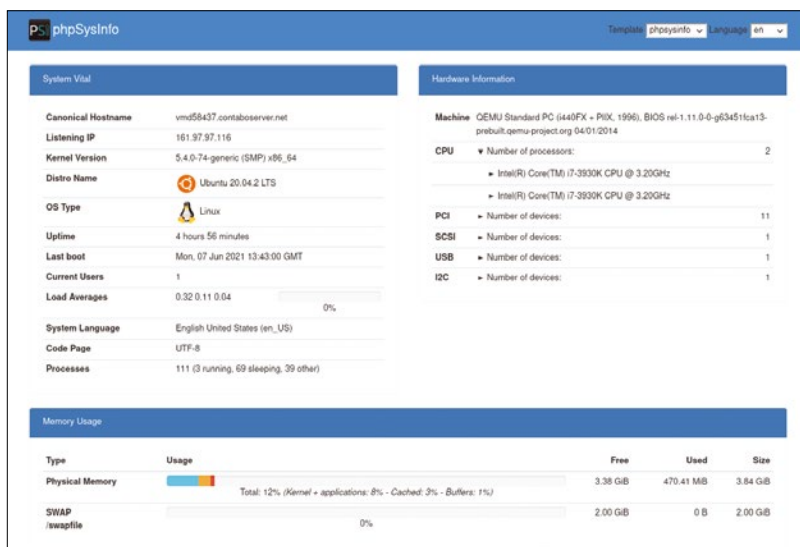 PSi phpSysInfo
Template phpsysinfo Language en
System Vital
Canonical Hostname vmd58437.contaboserver.net
Listening IP 161.97.97.116
Kernel Version 5.4.0-74-generic (SMP) x86_64
Distro Name Ubuntu 20.04.2 LTS
OS Type Linux
Uptime 4 hours 56 minutes
Last boot Mon, 07 Jun 2021 13:43:00 GMT
Current Users 1
Load Averages 0.32 0.11 0.04
0%
System Language English United States (en_US)
Code Page UTF-8
Processes 111 (3 running, 69 sleeping, 39 other)
Hardware Information
Machine QEMU Standard PC (i440FX + PIIX, 1996), BIOS rel-1.11.0-0-g63451fca13-
prebuilt.qemu-project.org 04/01/2014
CPU ▾ Number of processors: 2
▸ Intel(R) Core(TM) i7-3930K CPU @ 3.20GHz
▸ Intel(R) Core(TM) i7-3930K CPU @ 3.20GHz
PCI ▸ Number of devices: 11
SCSI ▸ Number of devices: 1
USB ▸ Number of devices: 1
I2C ▸ Number of devices: 1
Memory Usage
Type Usage Free Used Size
Physical Memory 3.38 GiB 470.41 MiB 3.84 GiB
Total: 12% (Kernel + applications: 8% - Cached: 3% - Buffers: 1%)
SWAP 2.00 GiB 0 B 2.00 GiB
/swapfile 0%